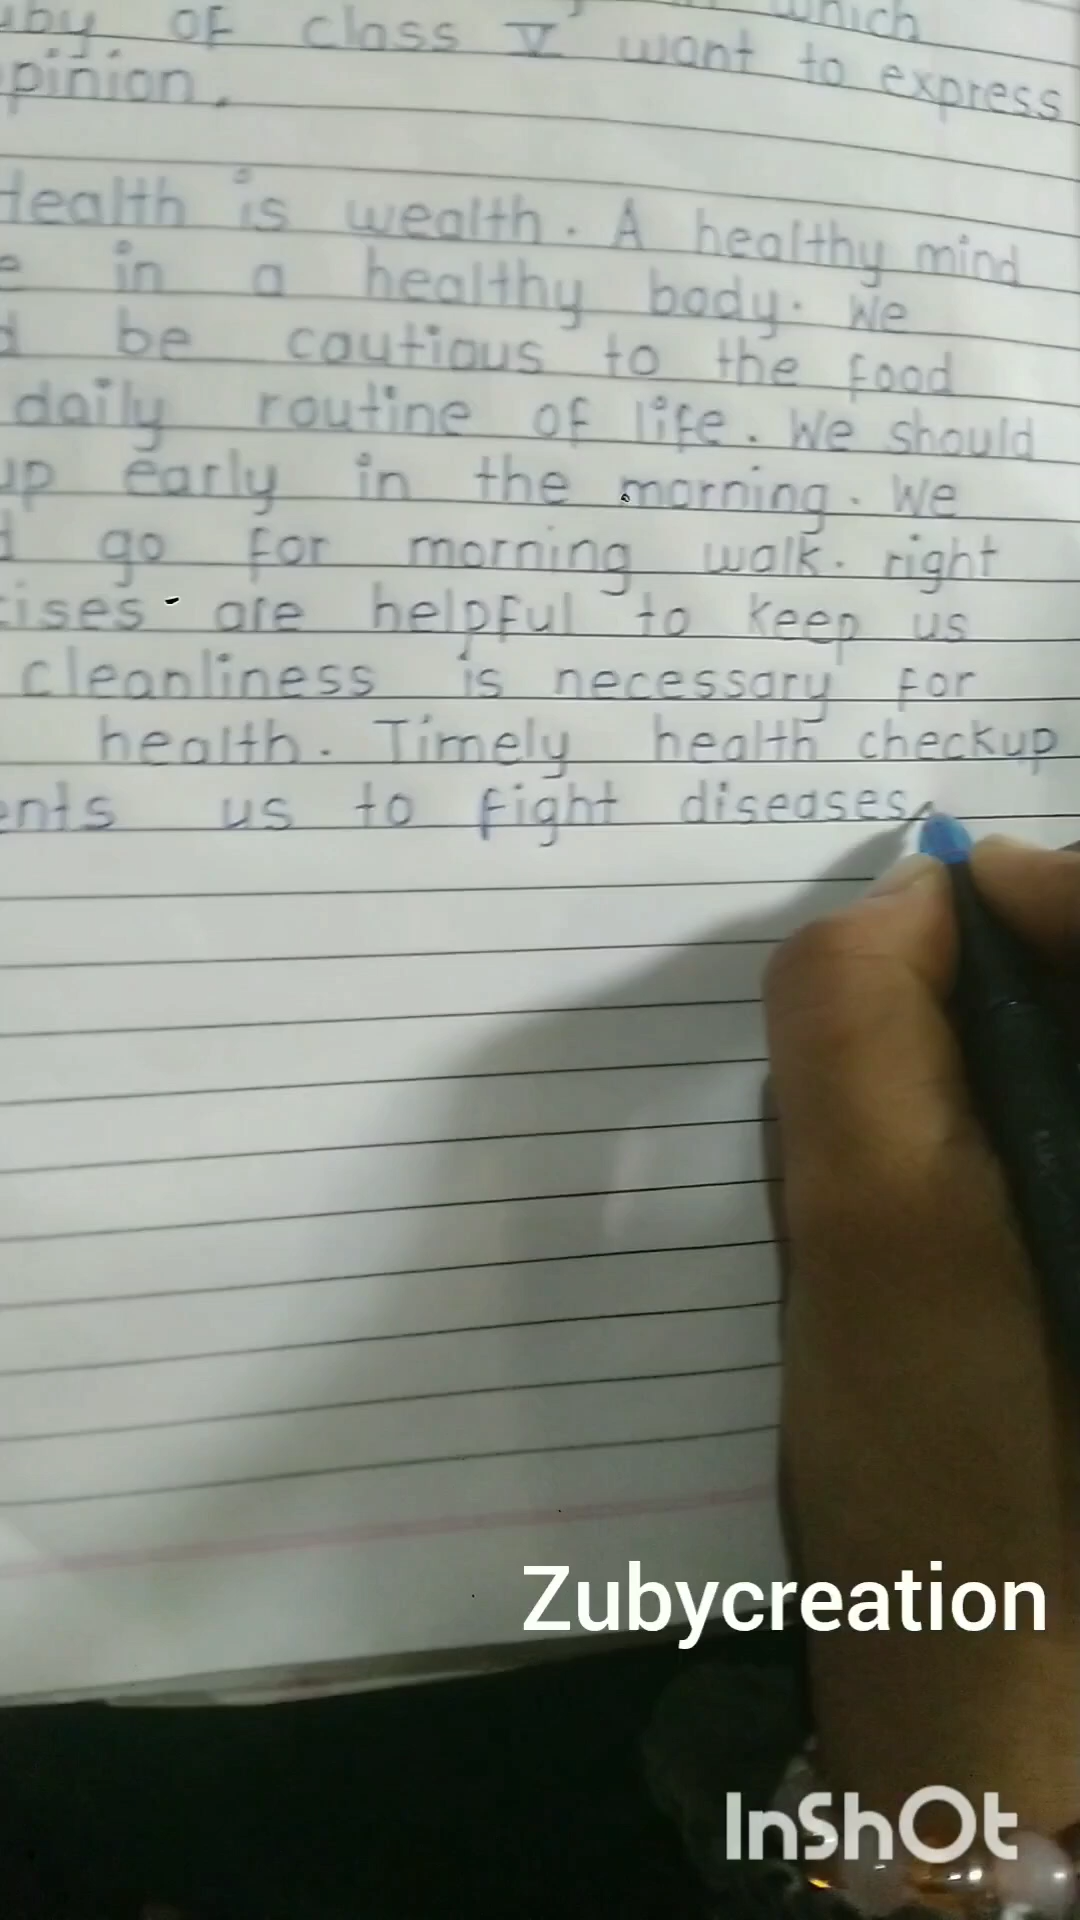 of class V want to express
pinion.
Health is wealth. A healthy mind
in a healthy body. We
be cautious to the food
daily routine of life. We should
up early in the morning. We
go for morning walk. right
cises are helpful to keep us
cleanliness is necessary for
health. Timely health checkup
ents us to fight diseases
Zubycreation
InShOt